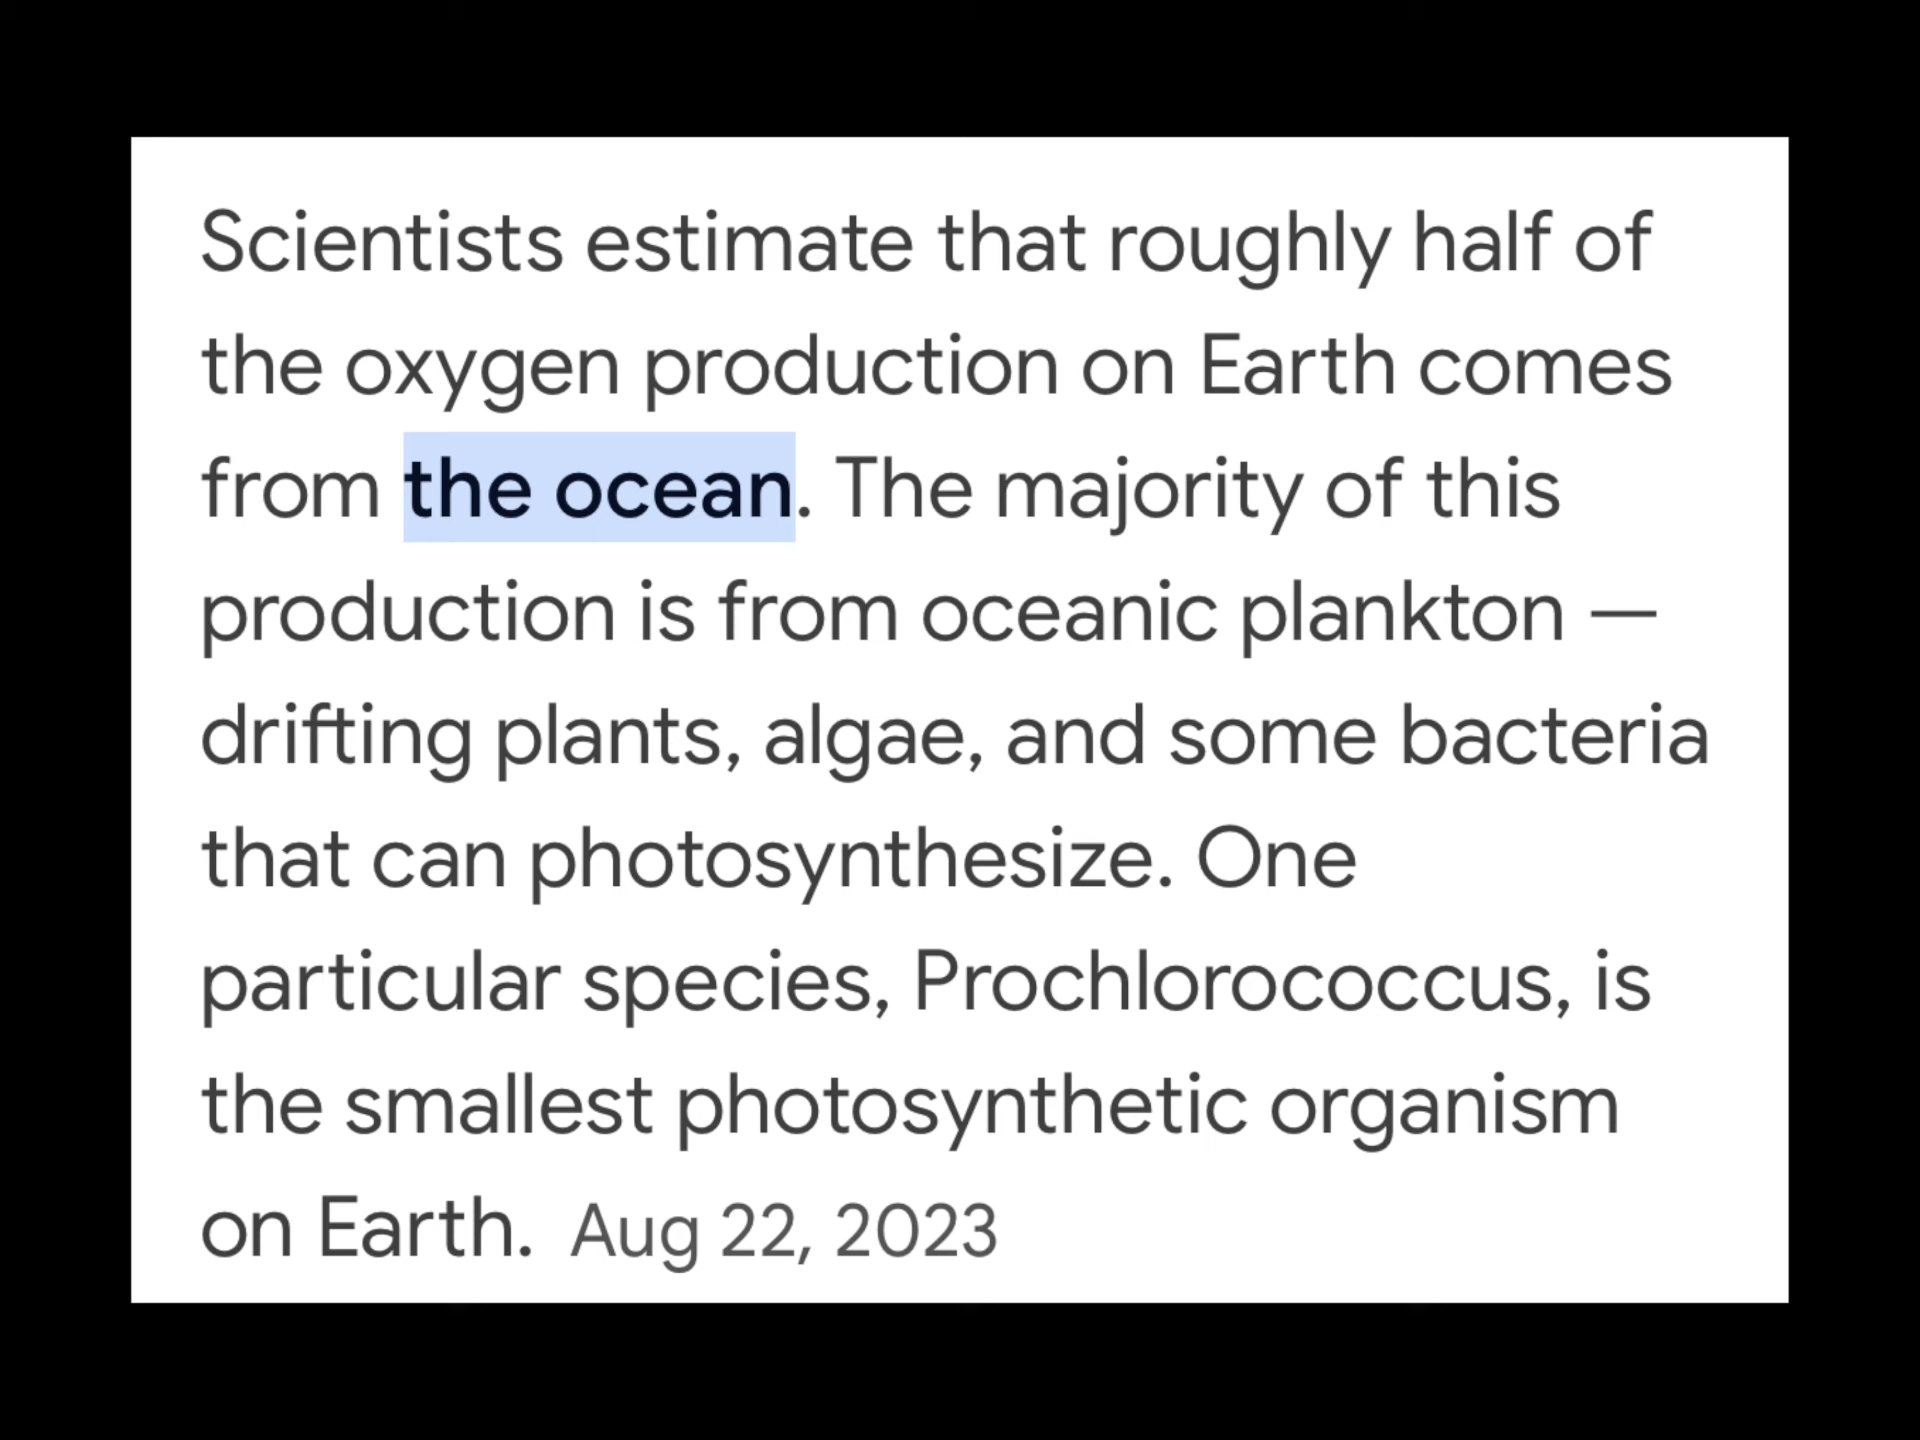 Scientists estimate that roughly half of
the oxygen production on Earth comes
from the ocean. The majority of this
production is from oceanic plankton —
drifting plants, algae, and some bacteria
that can photosynthesize. One
particular species, Prochlorococcus, is
the smallest photosynthetic organism
on Earth. Aug 22, 2023